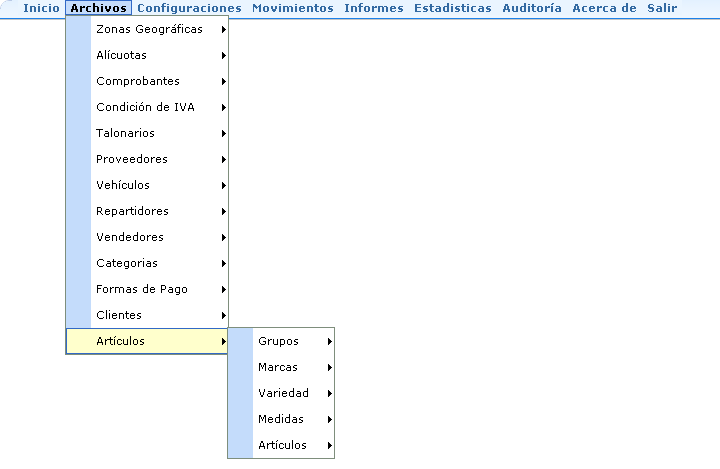 Inicio Archivos Configuraciones Movimientos Informes Estadisticas Auditoría Acerca de Salir
Zonas Geográficas
Alícuotas
Comprobantes
Condición de IVA
Talonarios
Proveedores
Vehículos
Repartidores
Vendedores
Categorias
Formas de Pago
Clientes
Artículos
Grupos
Marcas
Variedad
Medidas
Artículos